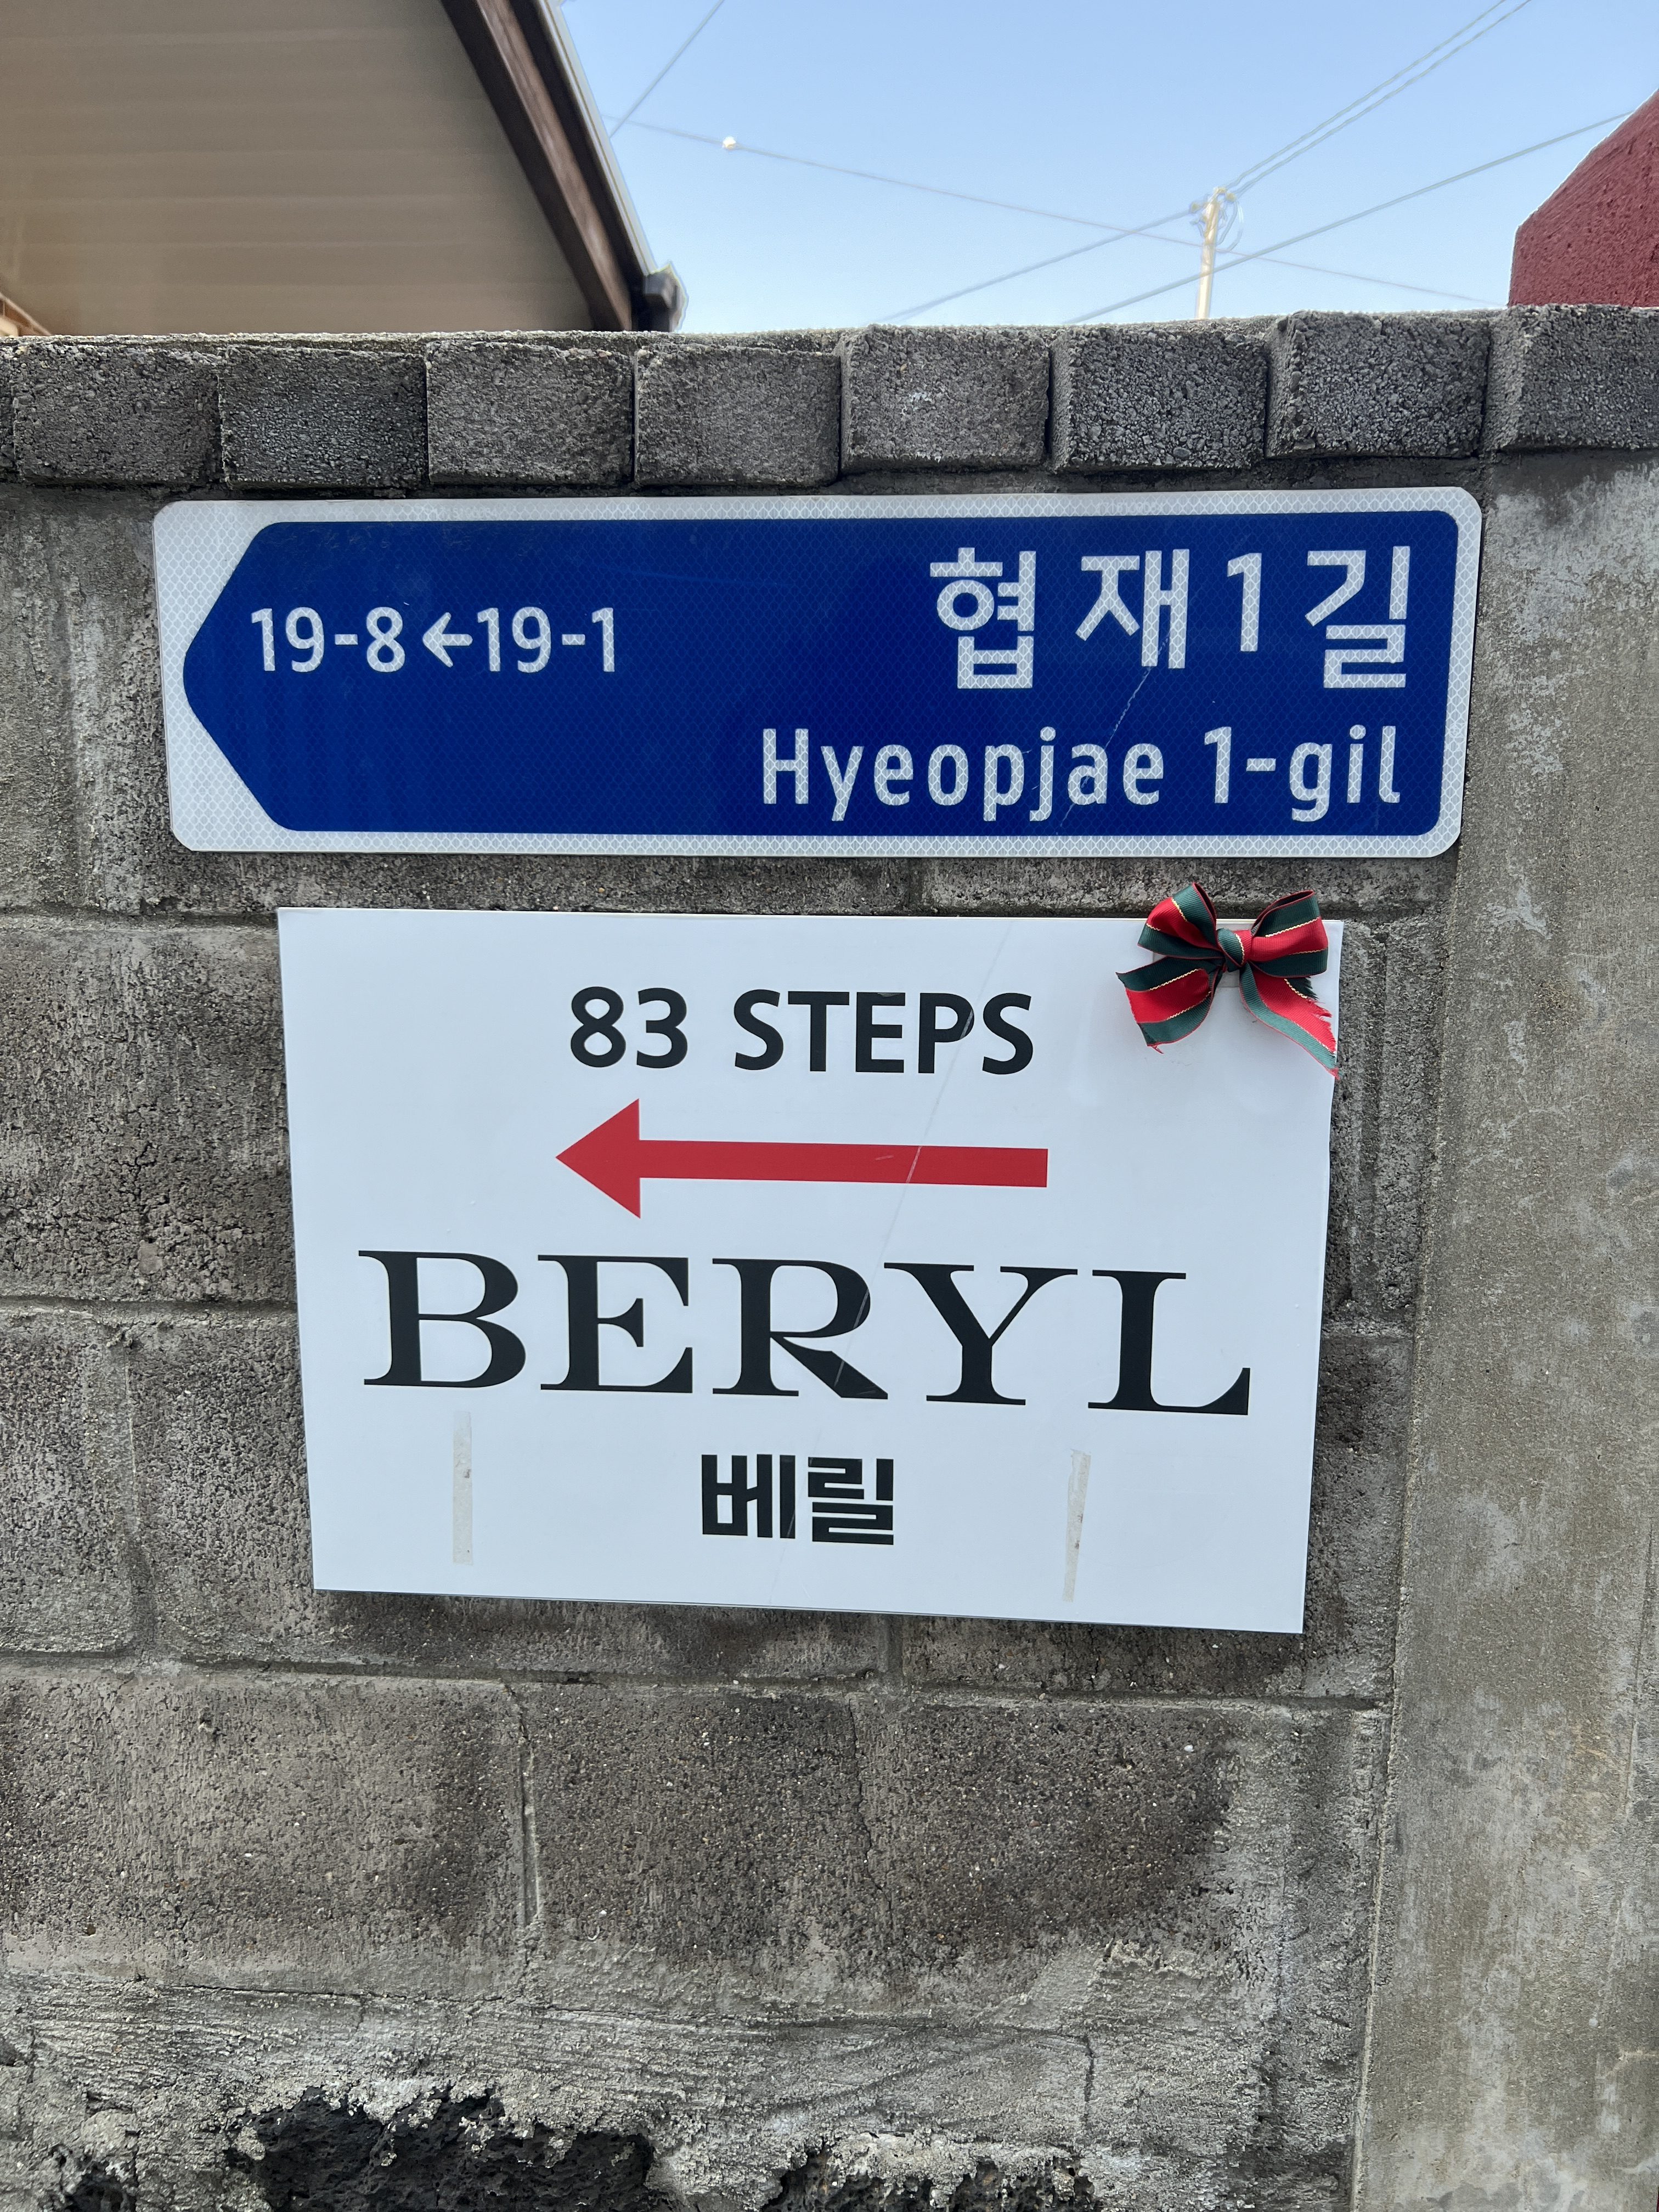 협재1길
19-8←19-1
Hyeopjae 1-gil
83 STEPS
BERYL
베릴